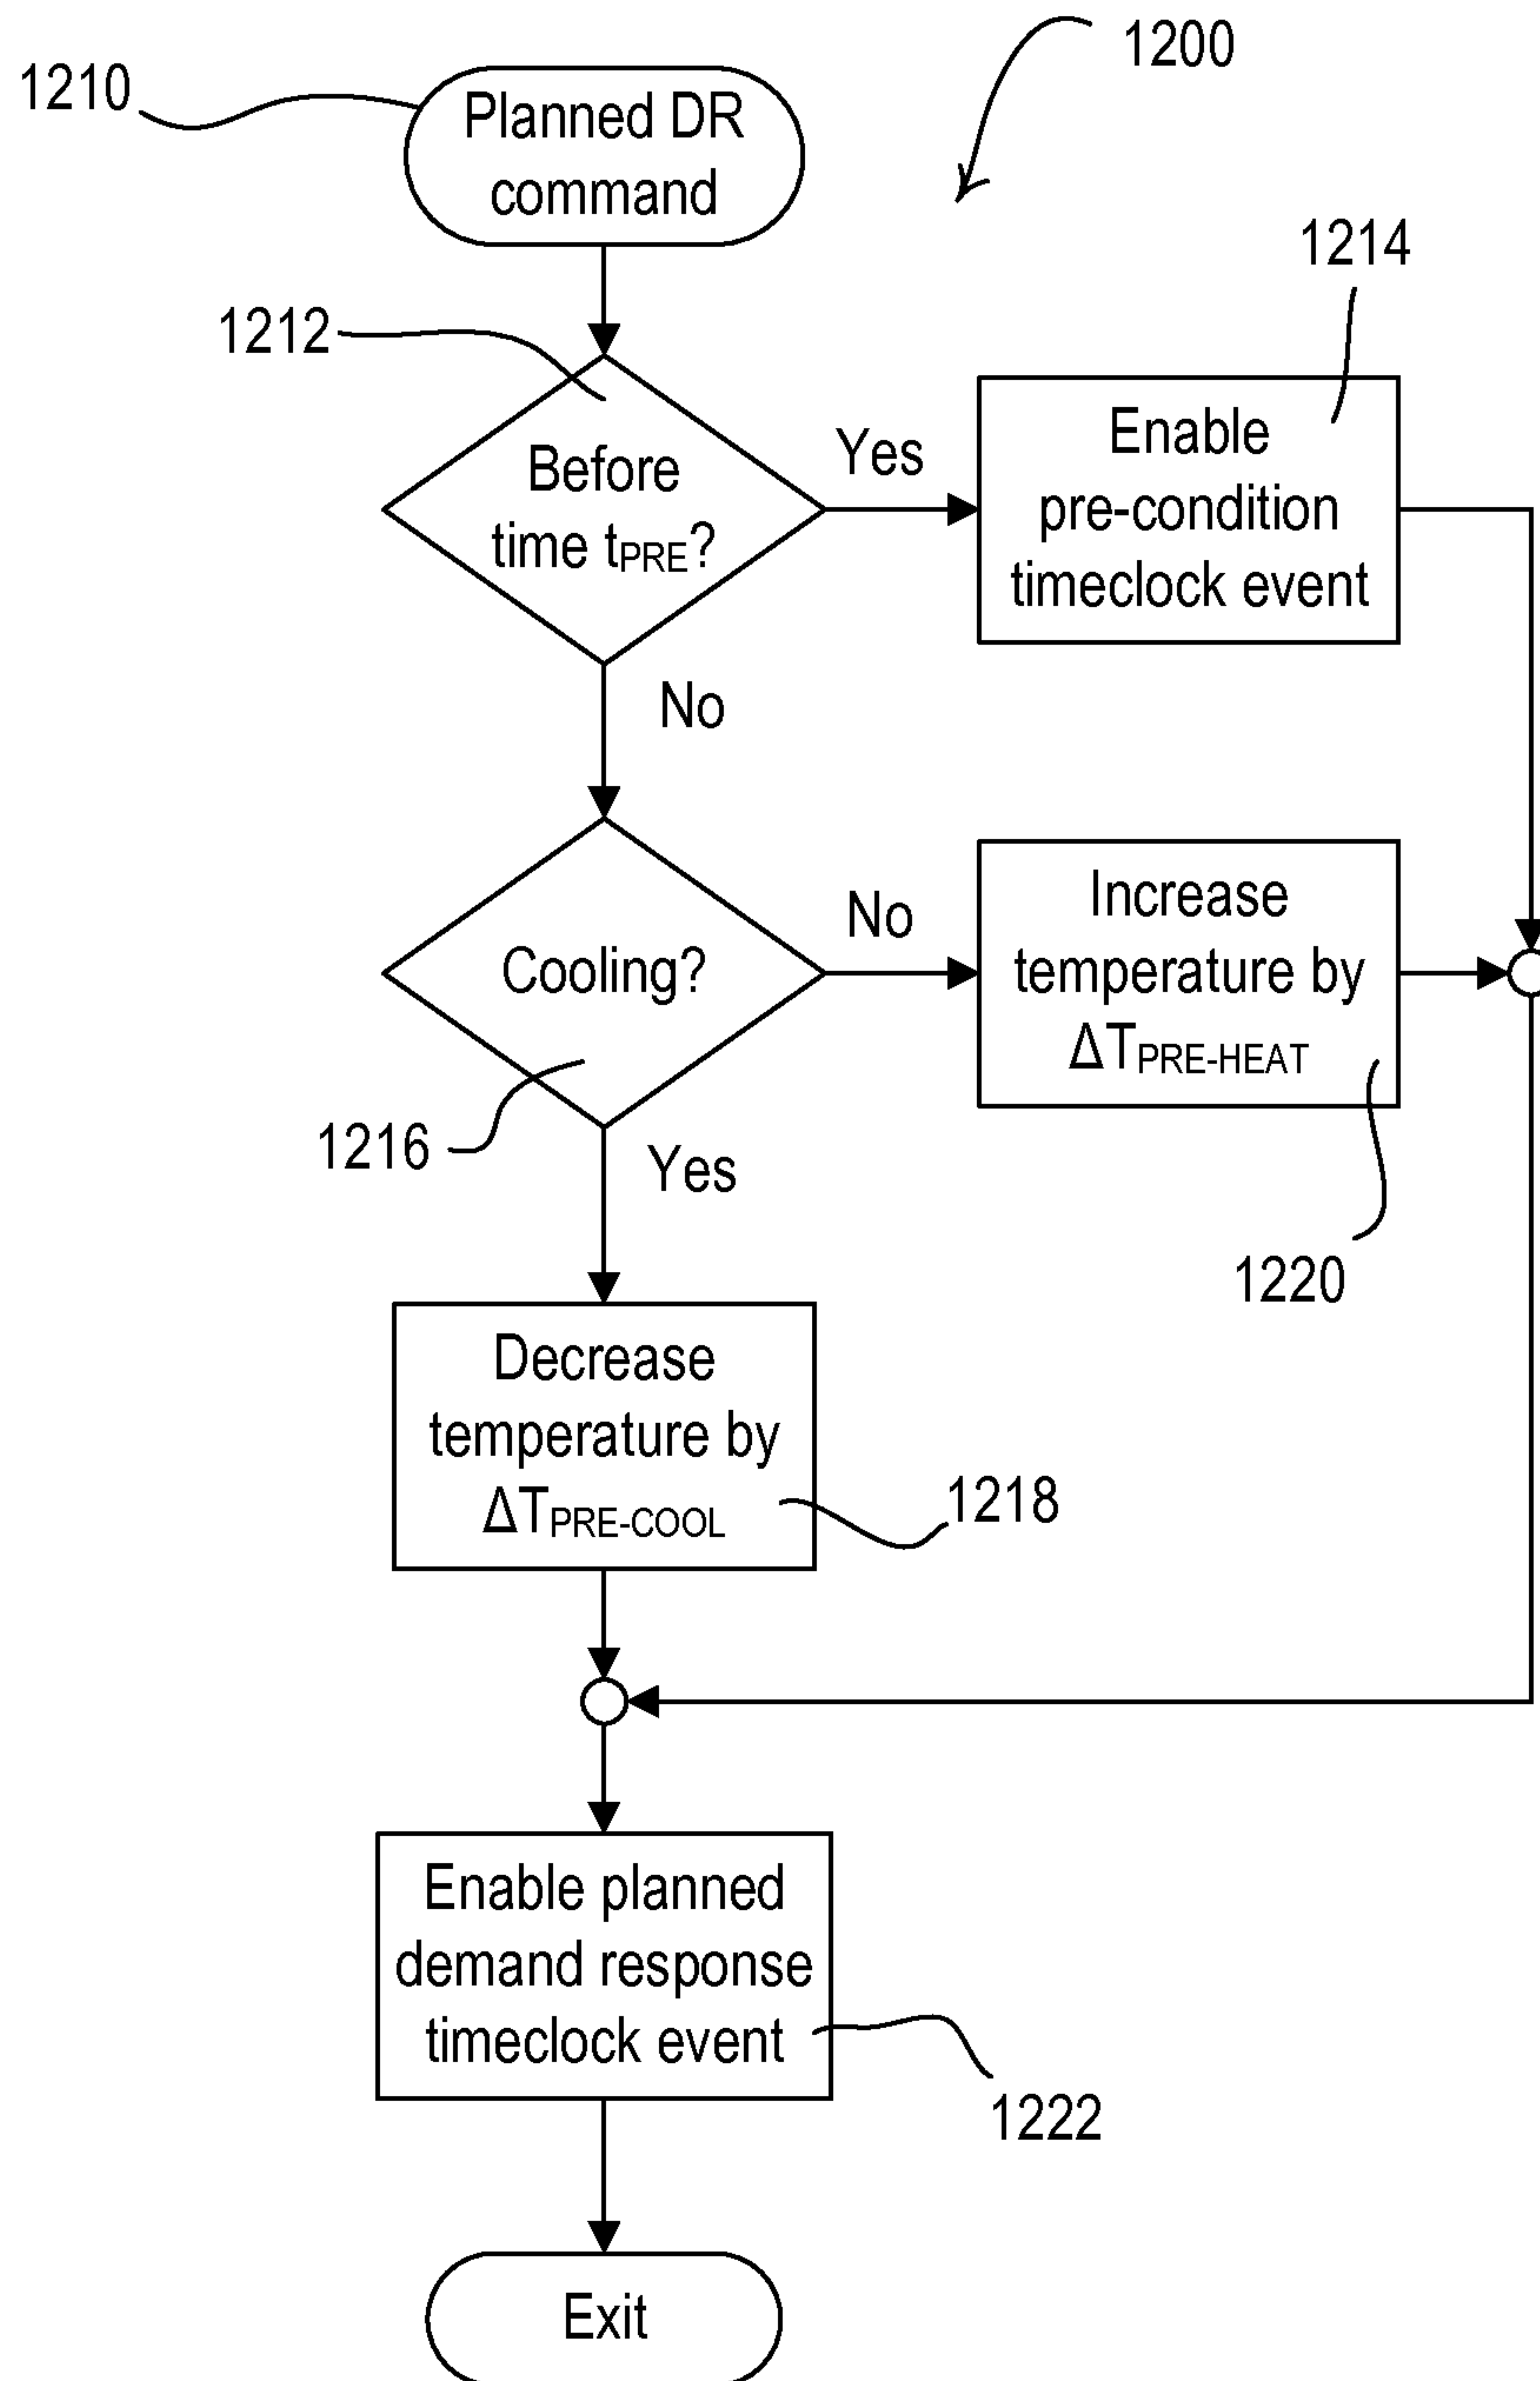 1200
1210
Planned DR
command
1212
1214
Before
time tPRE?
Yes
Enable
pre-condition
timeclock event
No
Cooling?
No
Increase
temperature by
ΔTPRE-HEAT
1216
Yes
1220
Decrease
temperature by
ΔTPRE-COOL
1218
Enable planned
demand response
timeclock event
1222
Exit